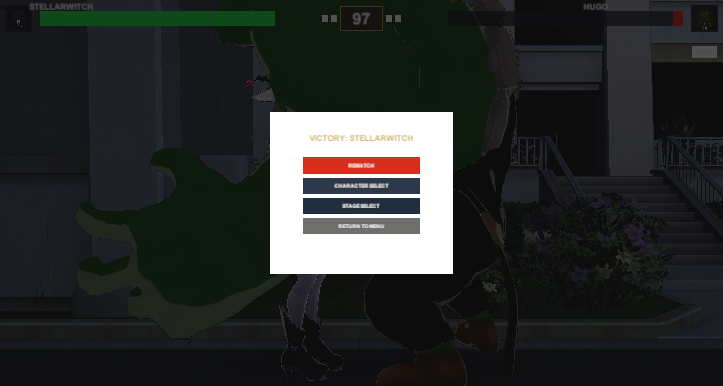 STELLARWITCH
97
HUGO
VICTORY: STELLARWITCH
REMATCH
CHARACTER SELECT
STAGE SELECT
RETURN TO MENU